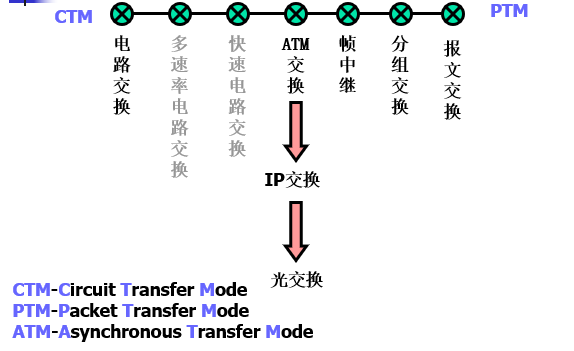 CTM
PTM
电路交换
多速率电路交换
快速电路交换
ATM交换
帧中继
分组交换
报文交换
IP交换
光交换
CTM-Circuit Transfer Mode
PTM-Packet Transfer Mode
ATM-Asynchronous Transfer Mode